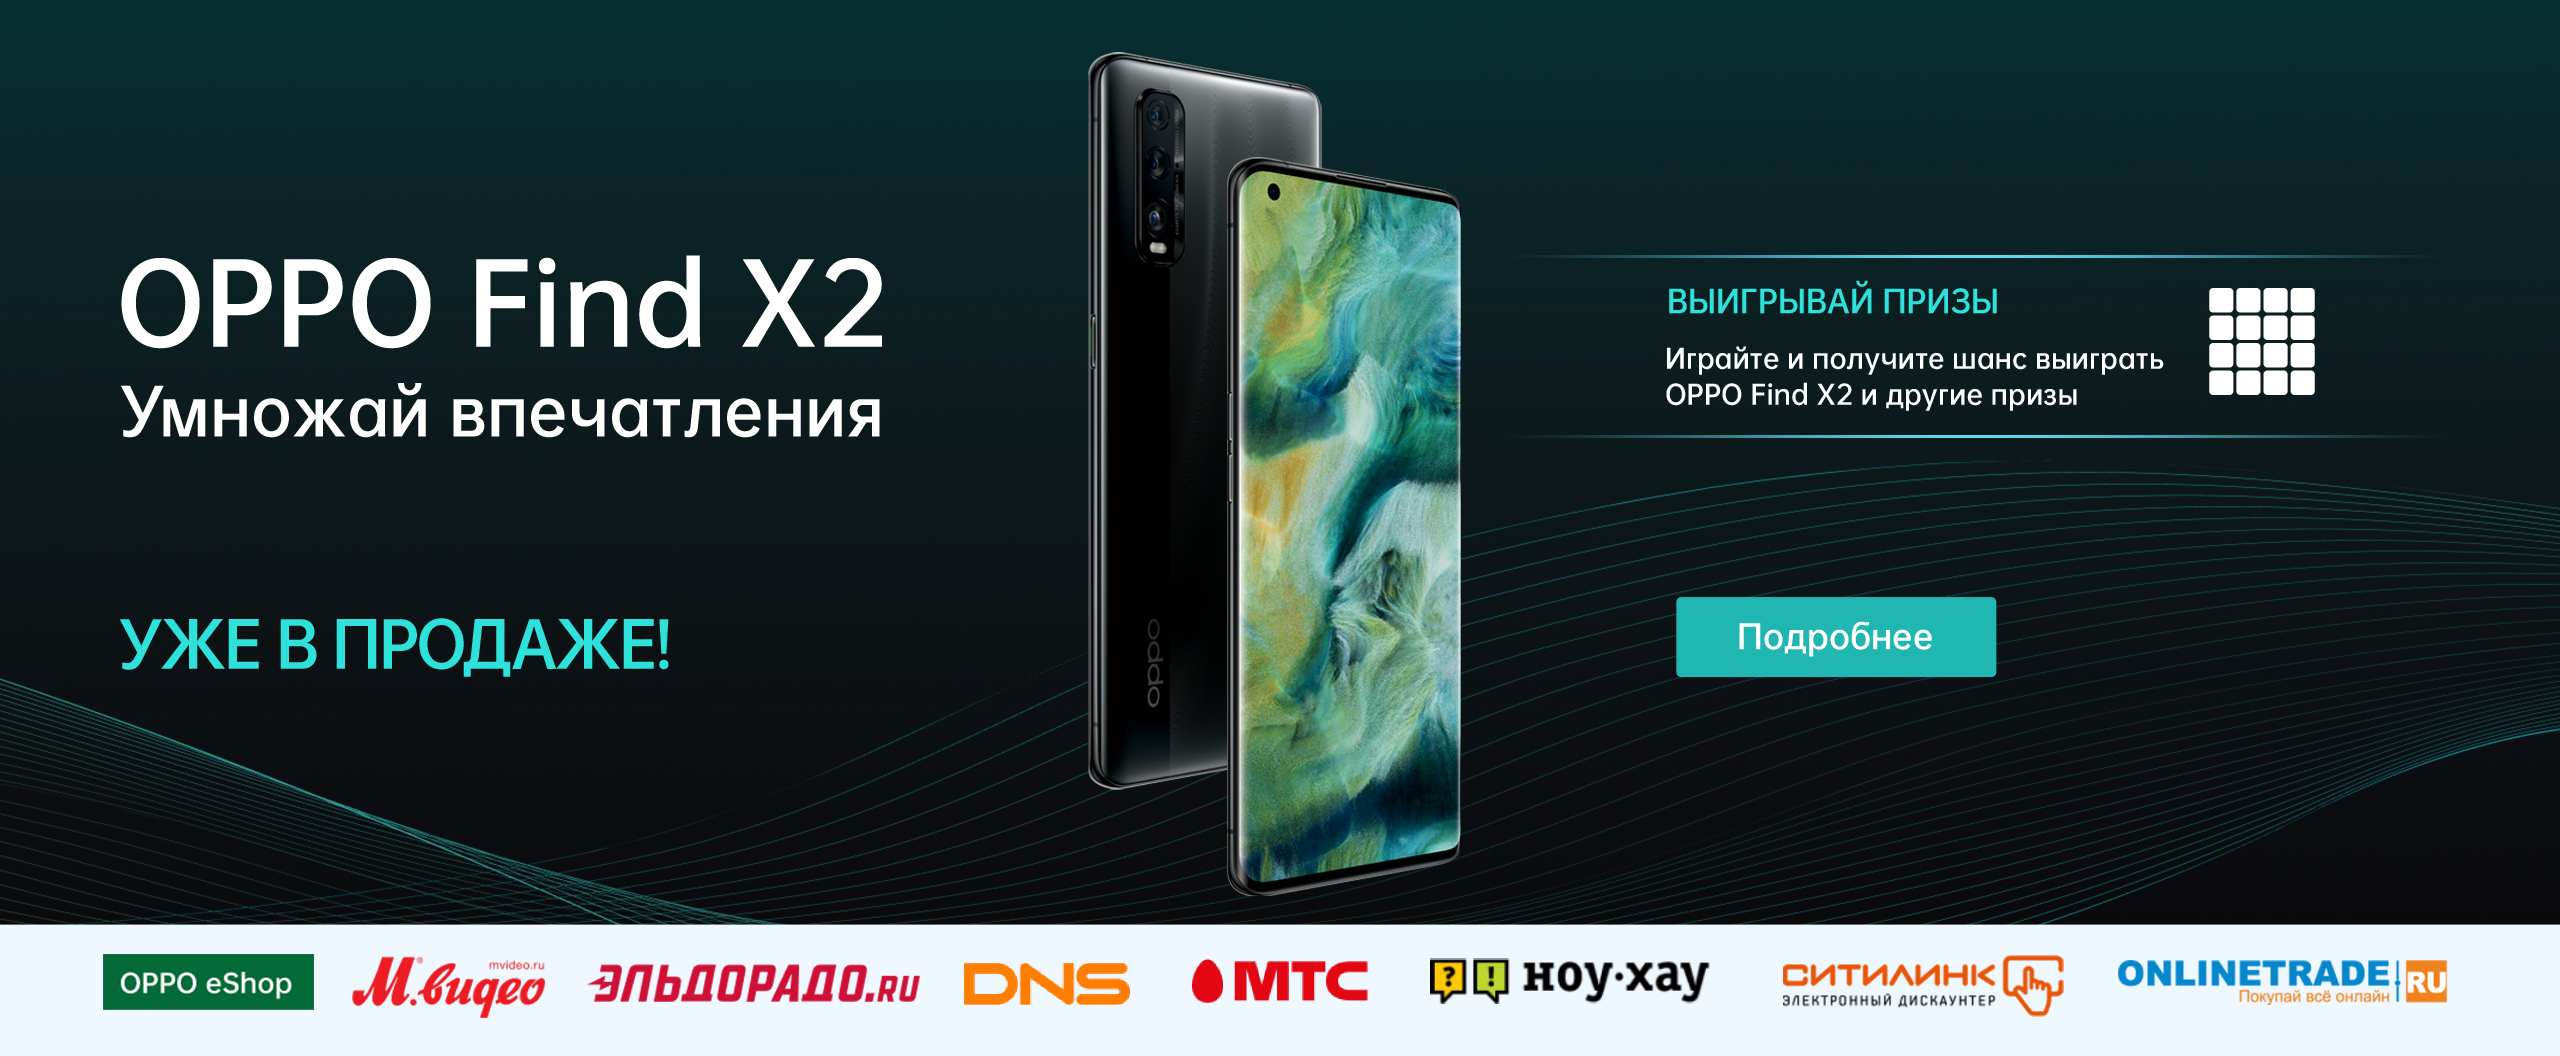 OPPO Find X2
Умножай впечатления
УЖЕ В ПРОДАЖЕ!
oppo
ВЫИГРЫВАЙ ПРИЗЫ
Играйте и получите шанс выиграть
OPPO Find X2 и другие призы
Подробнее
OPPO eShop
mvideo.ru
М.видео
ЭЛЬДОРАДО.RU
DNS
МТС
? ! НОУ·ХАУ
СИТИЛИНК
ЭЛЕКТРОННЫЙ ДИСКАУНТЕР
ONLINETRADE.RU
Покупай всё онлайн